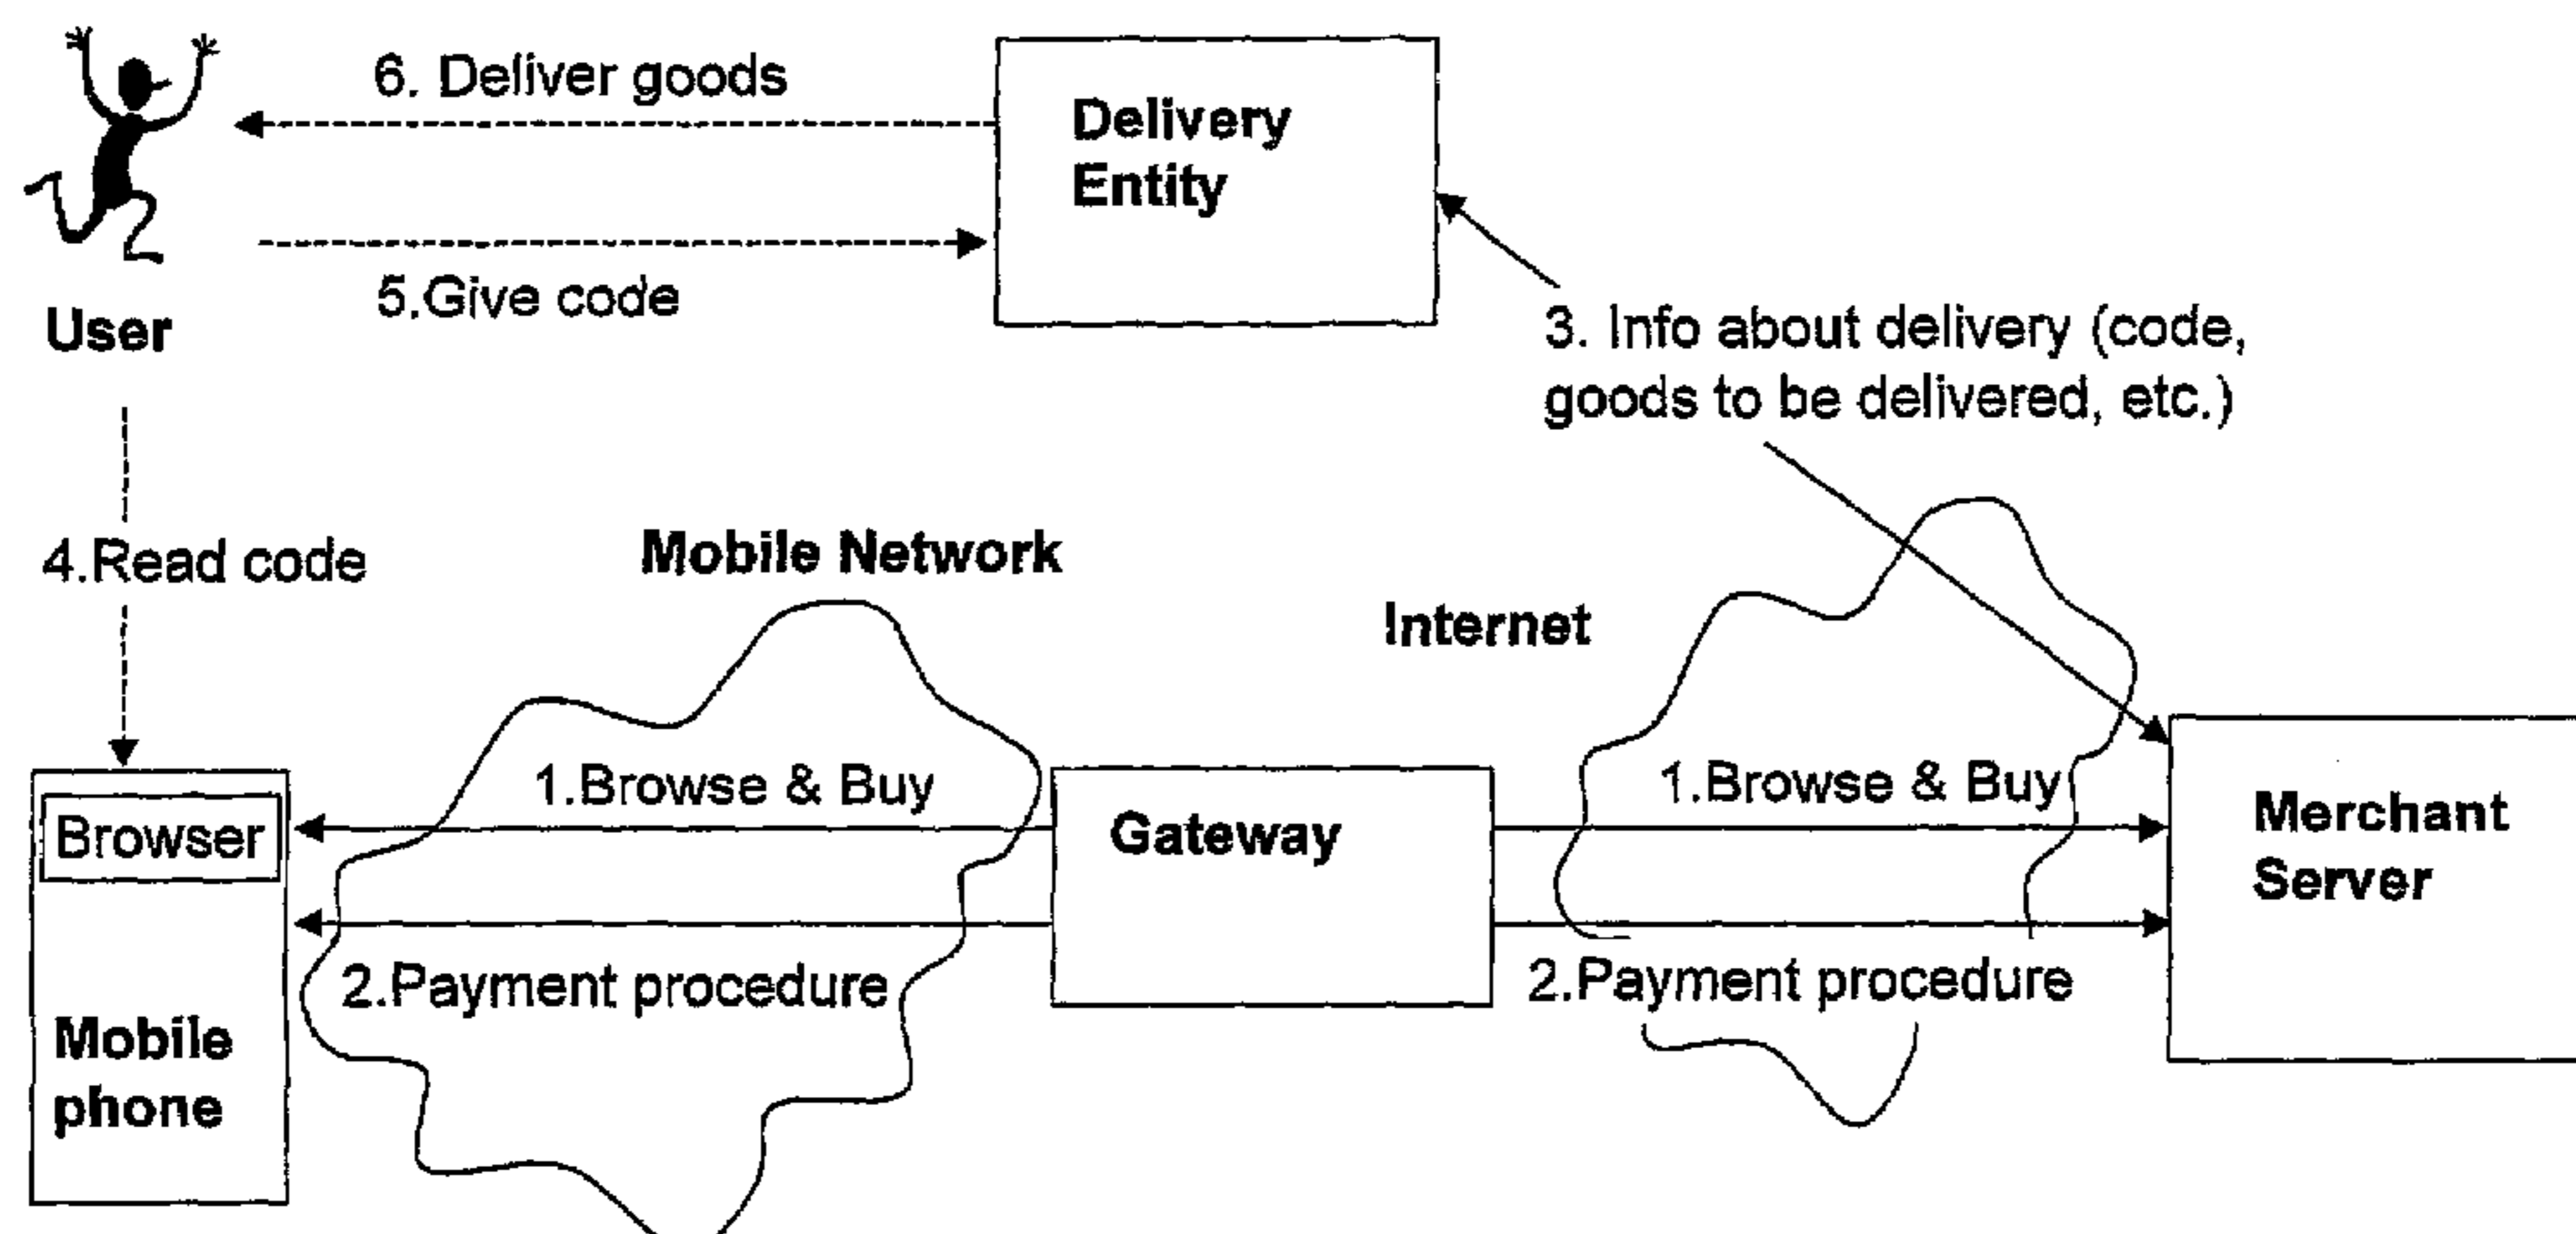 6. Deliver goods
Delivery
Entity
5.Give code
User
3. Info about delivery (code,
goods to be delivered, etc.)
4.Read code
Mobile Network
Internet
1.Browse & Buy
1.Browse & Buy
Browser
Gateway
Merchant
Server
2.Payment procedure
2.Payment procedure
Mobile
phone